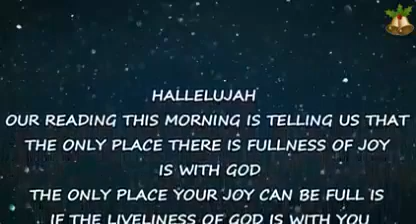 HALLELUJAH
OUR READING THIS MORNING IS TELLING US THAT
THE ONLY PLACE THERE IS FULLNESS OF JOY
IS WITH GOD
THE ONLY PLACE YOUR JOY CAN BE FULL IS
IF THE LIVELINESS OF GOD IS WITH YOU